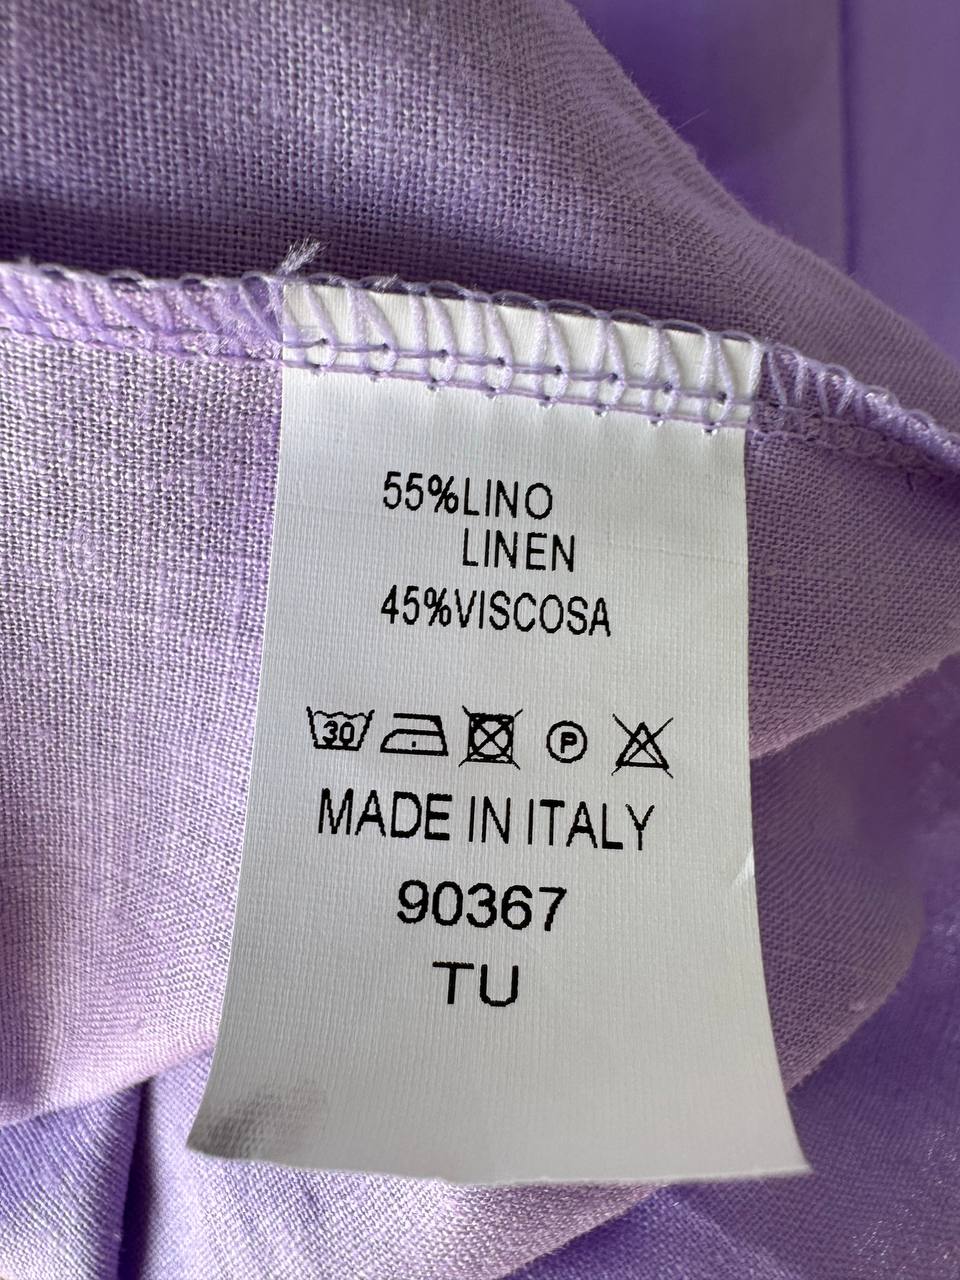 55%LINO
LINEN
45%VISCOSA
30 P
MADE IN ITALY
90367
TU